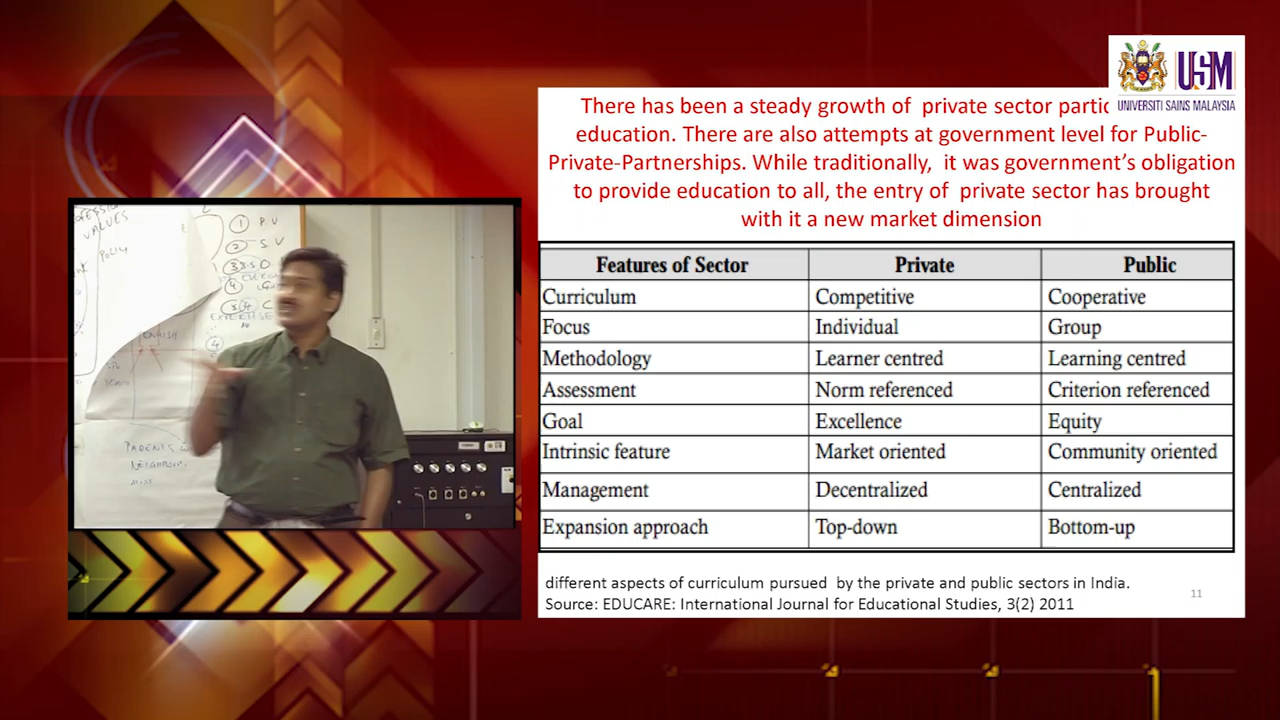 USM
UNIVERSITI SAINS MALAYSIA
There has been a steady growth of private sector
education. There are also attempts at government level for Public-
Private-Partnerships. While traditionally, it was government's obligation
to provide education to all, the entry of private sector has brought
with it a new market dimension
Features of Sector Private Public
Curriculum Competitive Cooperative
Focus Individual Group
Methodology Learner centred Learning centred
Assessment Norm referenced Criterion referenced
Goal Excellence Equity
Intrinsic feature Market oriented Community oriented
Management Decentralized Centralized
Expansion approach Top-down Bottom-up
different aspects of curriculum pursued by the private and public sectors in India.
Source: EDUCARE: International Journal for Educational Studies, 3(2) 2011
11
VALUES
1 P.V
2 S V
PARENTS